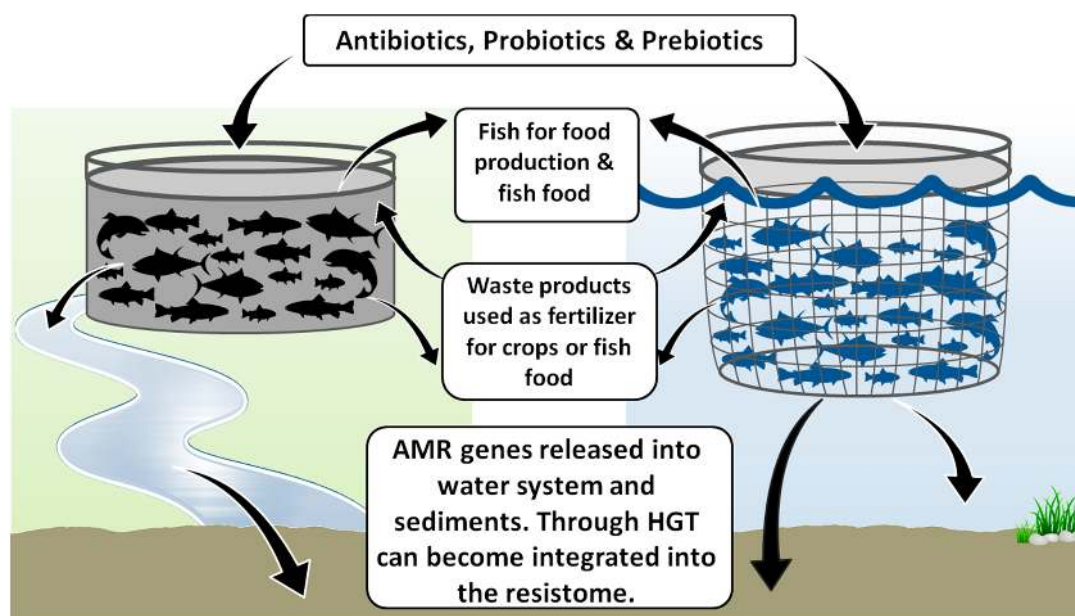 Antibiotics, Probiotics & Prebiotics
Fish for food
production &
fish food
Waste products
used as fertilizer
for crops or fish
food
AMR genes released into
water system and
sediments. Through HGT
can become integrated into
the resistome.